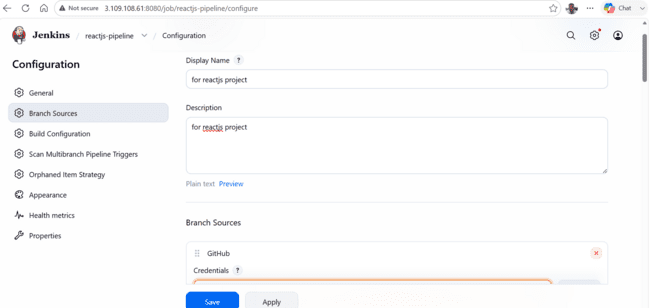 Not secure 3.109.108.61:8080/job/reactjs-pipeline/configure
Chat
Jenkins / reactjs-pipeline / Configuration
Configuration
General
Branch Sources
Build Configuration
Scan Multibranch Pipeline Triggers
Orphaned Item Strategy
Appearance
Health metrics
Properties
Display Name ?
for reactjs project
Description
for reactjs project
Plain text Preview
Branch Sources
GitHub
Credentials ?
Save Apply